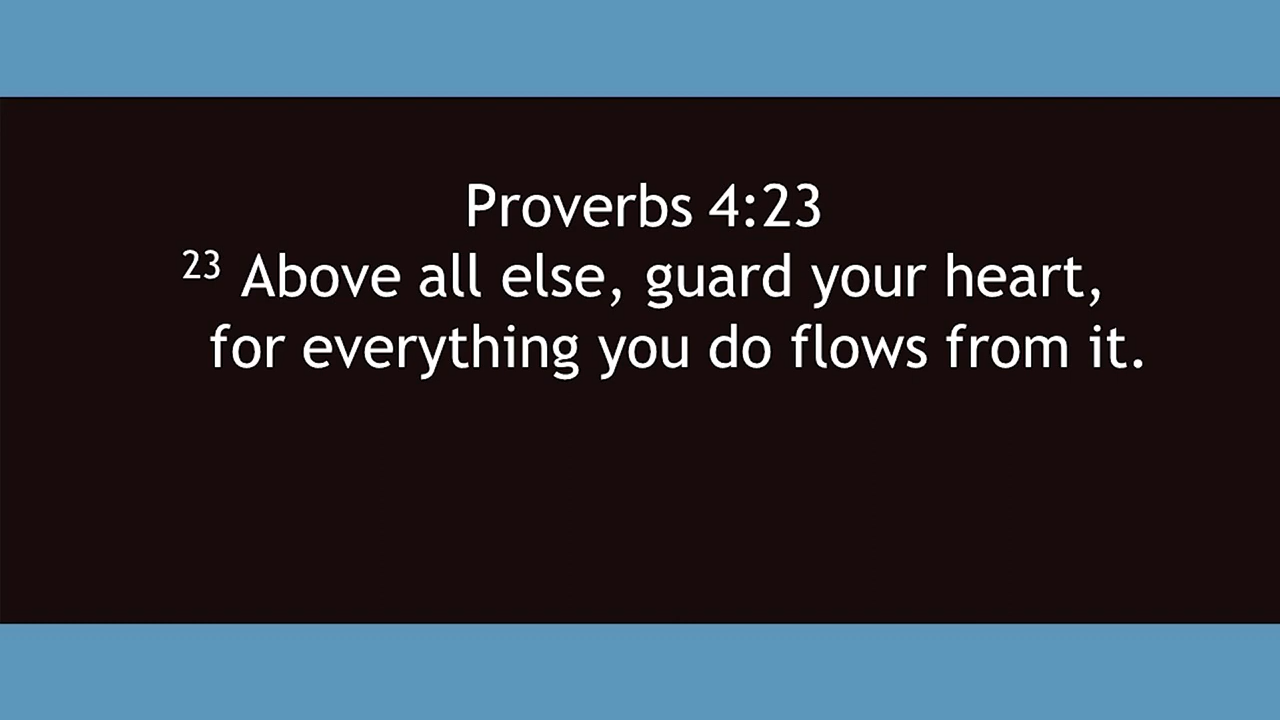 Proverbs 4:23
23 Above all else, guard your heart,
for everything you do flows from it.